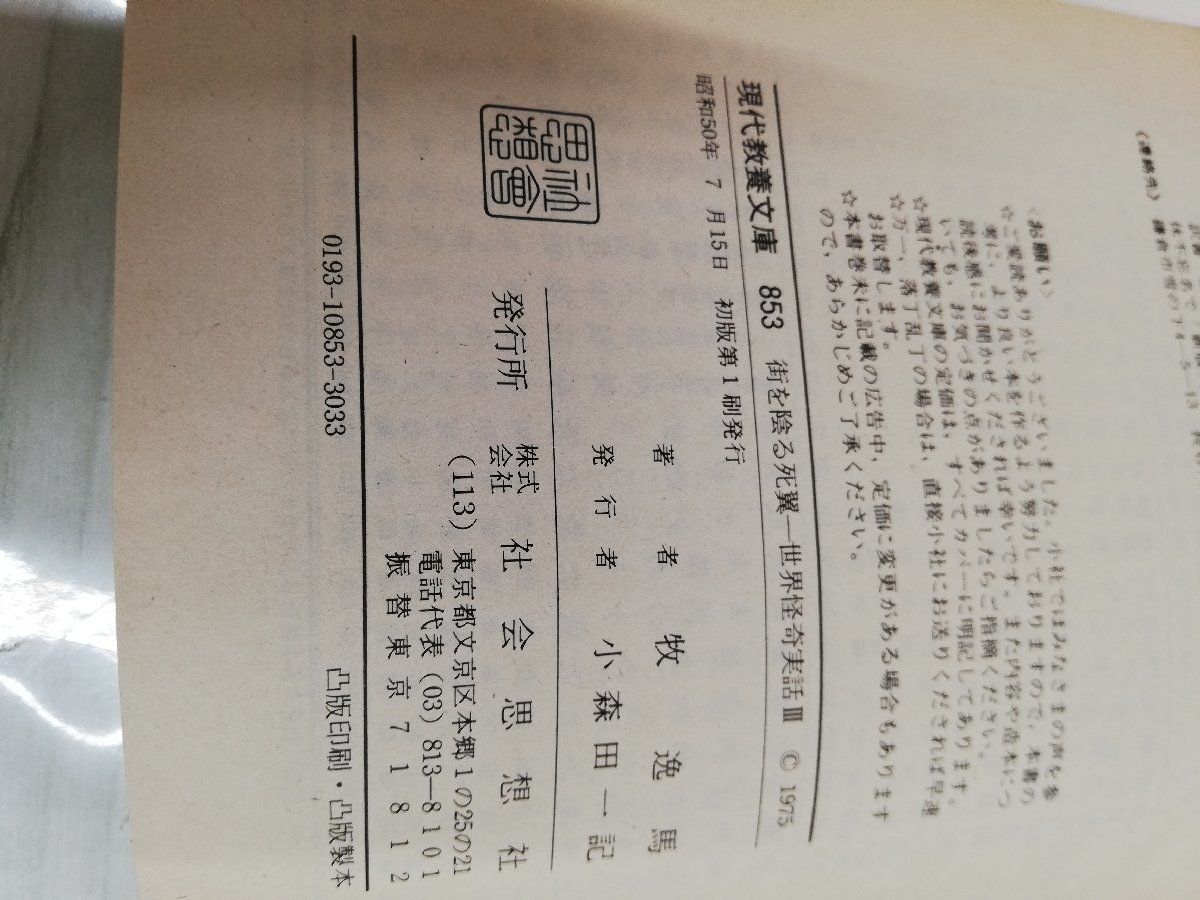 〈連絡先〉
〈お願い〉
☆ご愛読ありがとうございました。小社ではみなさまの声を参
考に、より良い本を作るよう努力しておりますので、本書の
読後感にお聞かせくだされば幸いです。また内容や造本につ
いても、お気づきの点がありましたらご指摘ください。
☆現代教養文庫の定価は、すべてカバーに明記してあります。
☆万一、落丁乱丁の場合は、直接小社にお送りくだされば早速
お取替します。
☆本書巻末に記載の広告中、定価に変更がある場合もあります
ので、あらかじめご了承ください。
現代教養文庫 853 街を陰る死翼―世界怪奇実話Ⅲ © 1975
昭和50年 7 月15日 初版第1刷発行
著者 牧逸馬
発行者 小森田一記
発行所 株式会社 社会思想社
(113) 東京都文京区本郷1の25の21
電話代表 (03) 813—8101
振替東京71812
社會思想
0193-10853-3033
凸版印刷・凸版製本